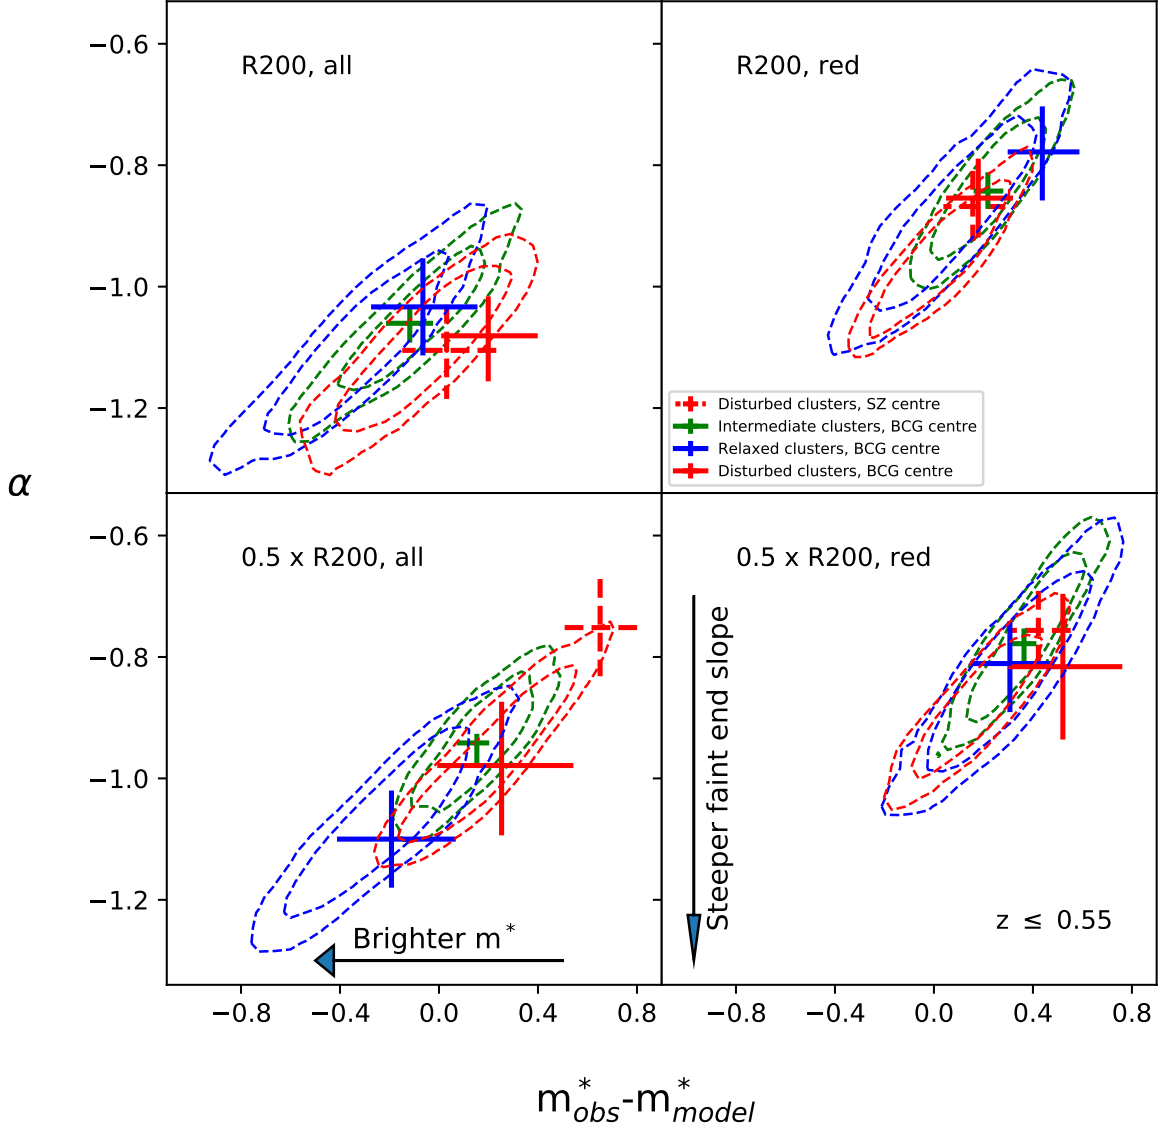 R200, all
R200, red
−0.6
−0.8
−1.0
−1.2
Disturbed clusters, SZ centre
Intermediate clusters, BCG centre
Relaxed clusters, BCG centre
Disturbed clusters, BCG centre
α
0.5 x R200, all
0.5 x R200, red
−0.6
−0.8
−1.0
−1.2
Steeper faint end slope
Brighter m*
z ≤ 0.55
−0.8 −0.4 0.0 0.4 0.8
−0.8 −0.4 0.0 0.4 0.8
m*obs-m*model